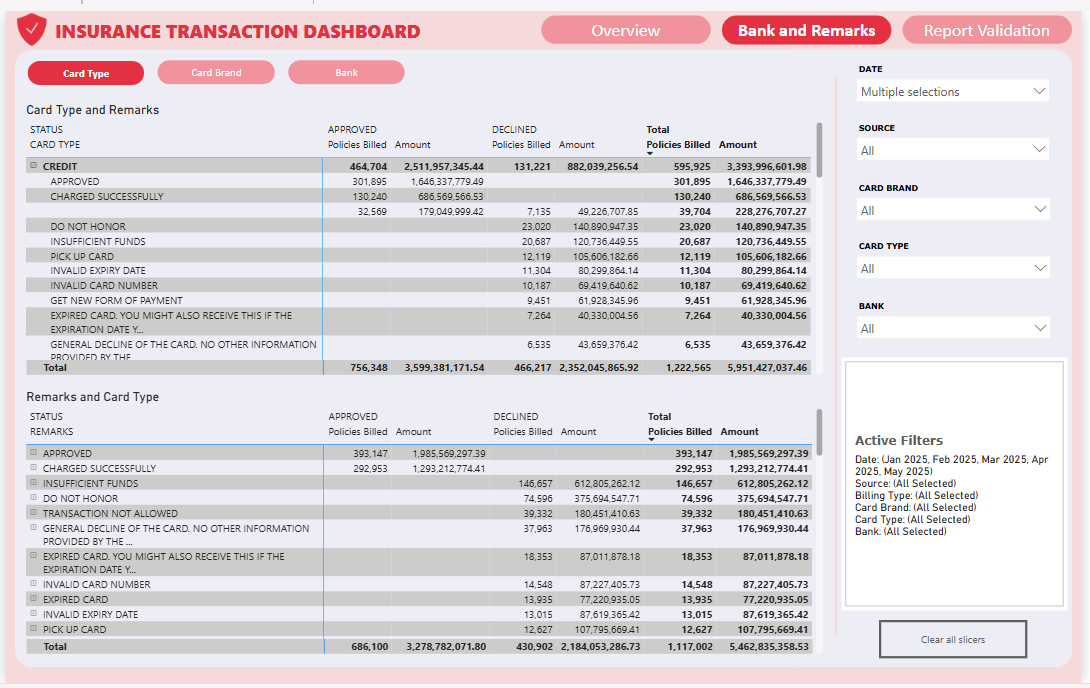 INSURANCE TRANSACTION DASHBOARD
Overview
Bank and Remarks
Report Validation
Card Type
Card Brand
Bank
Card Type and Remarks
STATUS APPROVED DECLINED Total
CARD TYPE Policies Billed Amount Policies Billed Amount Policies Billed Amount
CREDIT 464,704 2,511,957,345.44 131,221 882,039,256.54 595,925 3,393,996,601.98
APPROVED 301,895 1,646,337,779.49 301,895 1,646,337,779.49
CHARGED SUCCESSFULLY 130,240 686,569,566.53 130,240 686,569,566.53
32,569 179,049,999.42 7,135 49,226,707.85 39,704 228,276,707.27
DO NOT HONOR 23,020 140,890,947.35 23,020 140,890,947.35
INSUFFICIENT FUNDS 20,687 120,736,449.55 20,687 120,736,449.55
PICK UP CARD 12,119 105,606,182.66 12,119 105,606,182.66
INVALID EXPIRY DATE 11,304 80,299,864.14 11,304 80,299,864.14
INVALID CARD NUMBER 10,187 69,419,640.62 10,187 69,419,640.62
GET NEW FORM OF PAYMENT 9,451 61,928,345.96 9,451 61,928,345.96
EXPIRED CARD. YOU MIGHT ALSO RECEIVE THIS IF THE 7,264 40,330,004.56 7,264 40,330,004.56
EXPIRATION DATE Y...
GENERAL DECLINE OF THE CARD. NO OTHER INFORMATION 6,535 43,659,376.42 6,535 43,659,376.42
PROVIDED BY THE
Total 756,348 3,599,381,171.54 466,217 2,352,045,865.92 1,222,565 5,951,427,037.46
Remarks and Card Type
STATUS APPROVED DECLINED Total
REMARKS Policies Billed Amount Policies Billed Amount Policies Billed Amount
APPROVED 393,147 1,985,569,297.39 393,147 1,985,569,297.39
CHARGED SUCCESSFULLY 292,953 1,293,212,774.41 292,953 1,293,212,774.41
INSUFFICIENT FUNDS 146,657 612,805,262.12 146,657 612,805,262.12
DO NOT HONOR 74,596 375,694,547.71 74,596 375,694,547.71
TRANSACTION NOT ALLOWED 39,332 180,451,410.63 39,332 180,451,410.63
GENERAL DECLINE OF THE CARD. NO OTHER INFORMATION 37,963 176,969,930.44 37,963 176,969,930.44
PROVIDED BY THE ...
EXPIRED CARD. YOU MIGHT ALSO RECEIVE THIS IF THE 18,353 87,011,878.18 18,353 87,011,878.18
EXPIRATION DATE Y...
INVALID CARD NUMBER 14,548 87,227,405.73 14,548 87,227,405.73
EXPIRED CARD 13,935 77,220,935.05 13,935 77,220,935.05
INVALID EXPIRY DATE 13,015 87,619,365.42 13,015 87,619,365.42
PICK UP CARD 12,627 107,795,669.41 12,627 107,795,669.41
Total 686,100 3,278,782,071.80 430,902 2,184,053,286.73 1,117,002 5,462,835,358.53
DATE
Multiple selections
SOURCE
All
CARD BRAND
All
CARD TYPE
All
BANK
All
Active Filters
Date: (Jan 2025, Feb 2025, Mar 2025, Apr
2025, May 2025)
Source: (All Selected)
Billing Type: (All Selected)
Card Brand: (All Selected)
Card Type: (All Selected)
Bank: (All Selected)
Clear all slicers